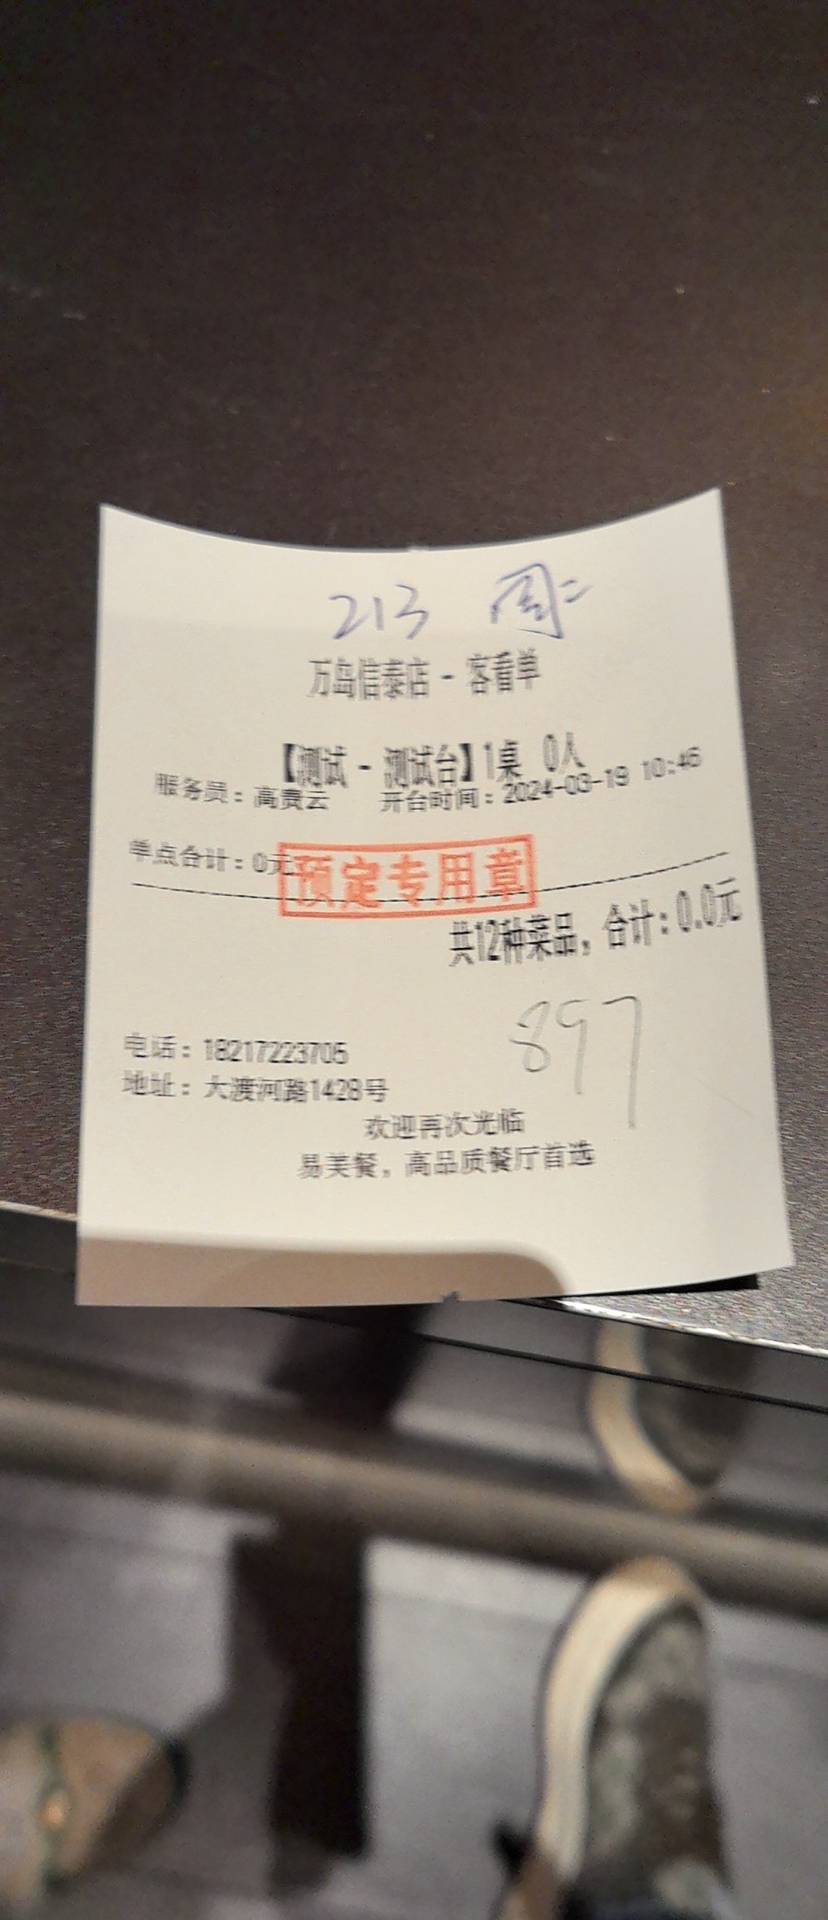 213 周二
万岛信泰店 - 客看单
【测试 - 测试台】1桌 0人
服务员：高贵云 开台时间：2024-03-19 10:46
单点合计：0元
预定专用章
共12种菜品，合计：0.0元
897
电话：18217223705
地址：大渡河路1428号
欢迎再次光临
易美餐，高品质餐厅首选